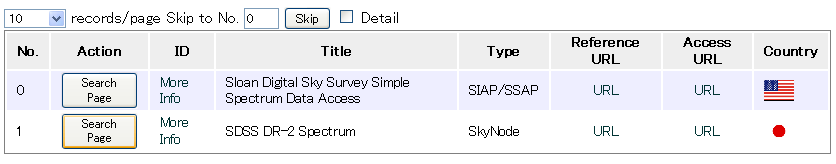 10 records/page Skip to No. 0 Skip Detail
No. Action ID Title Type Reference URL Access URL Country
0 Search Page More Info Sloan Digital Sky Survey Simple Spectrum Data Access SIAP/SSAP URL URL
1 Search Page More Info SDSS DR-2 Spectrum SkyNode URL URL